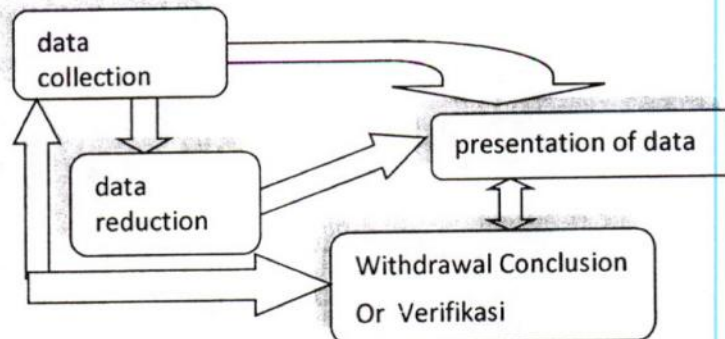 data
collection
presentation of data
data
reduction
Withdrawal Conclusion
Or Verifikasi